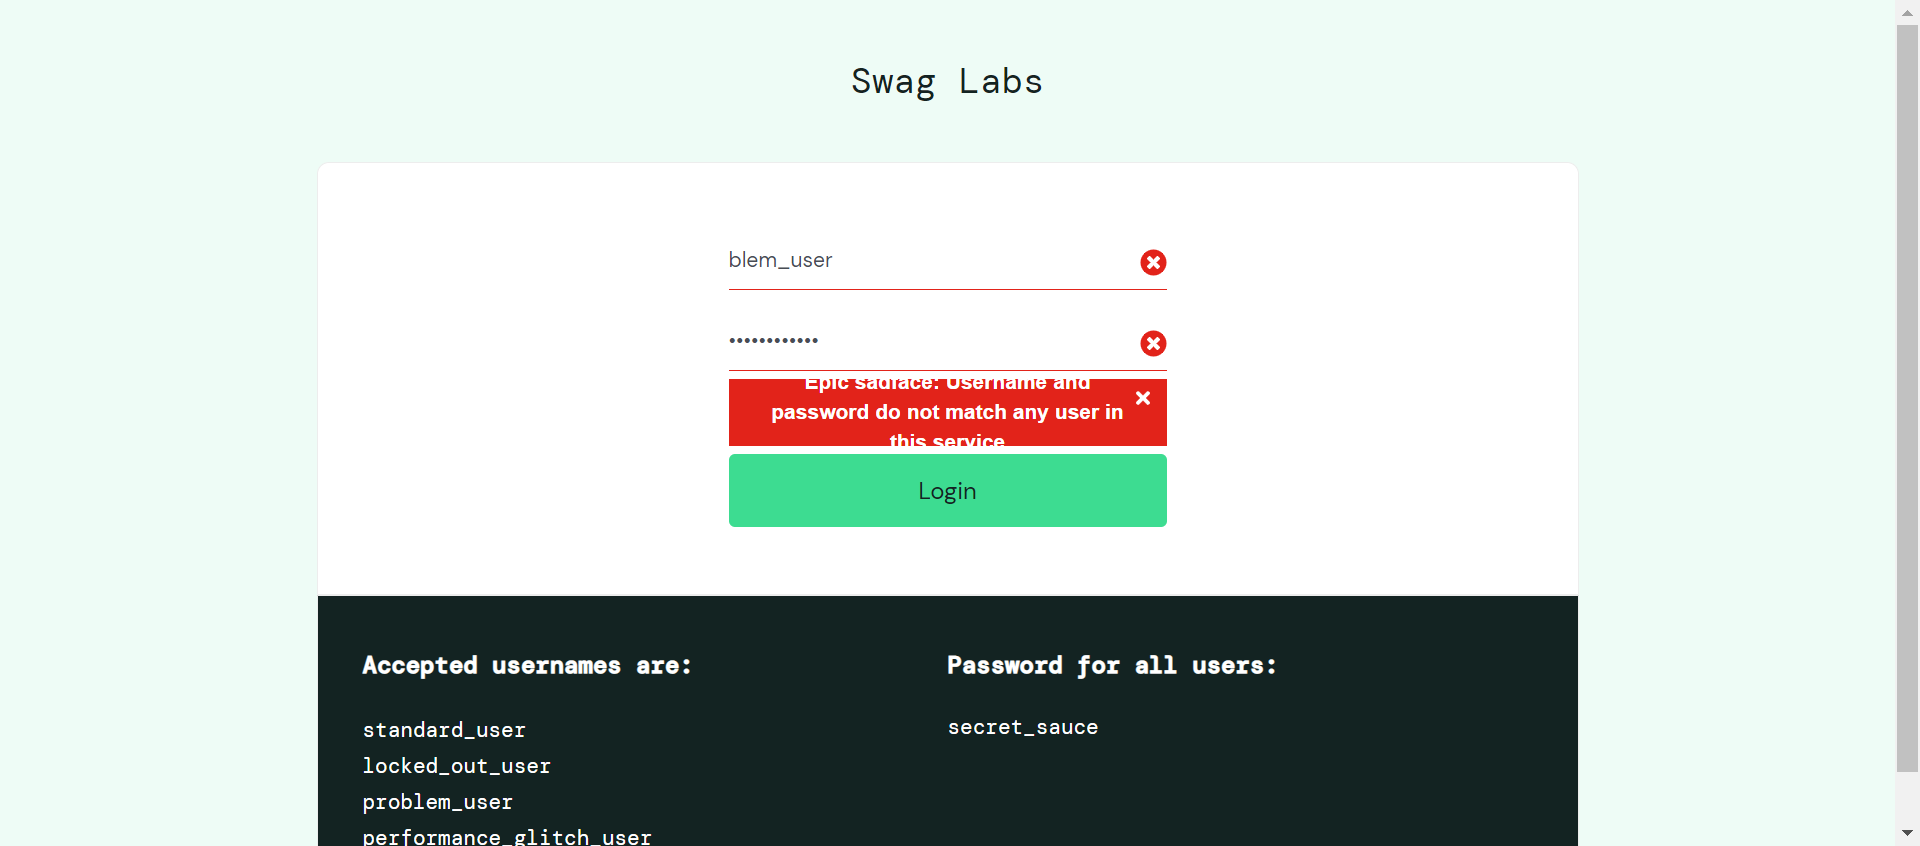 Swag Labs
blem_user
••••••••••••
Epic sadface: Username and
password do not match any user in
this service
Login
Accepted usernames are:
standard_user
locked_out_user
problem_user
performance_glitch_user
Password for all users:
secret_sauce